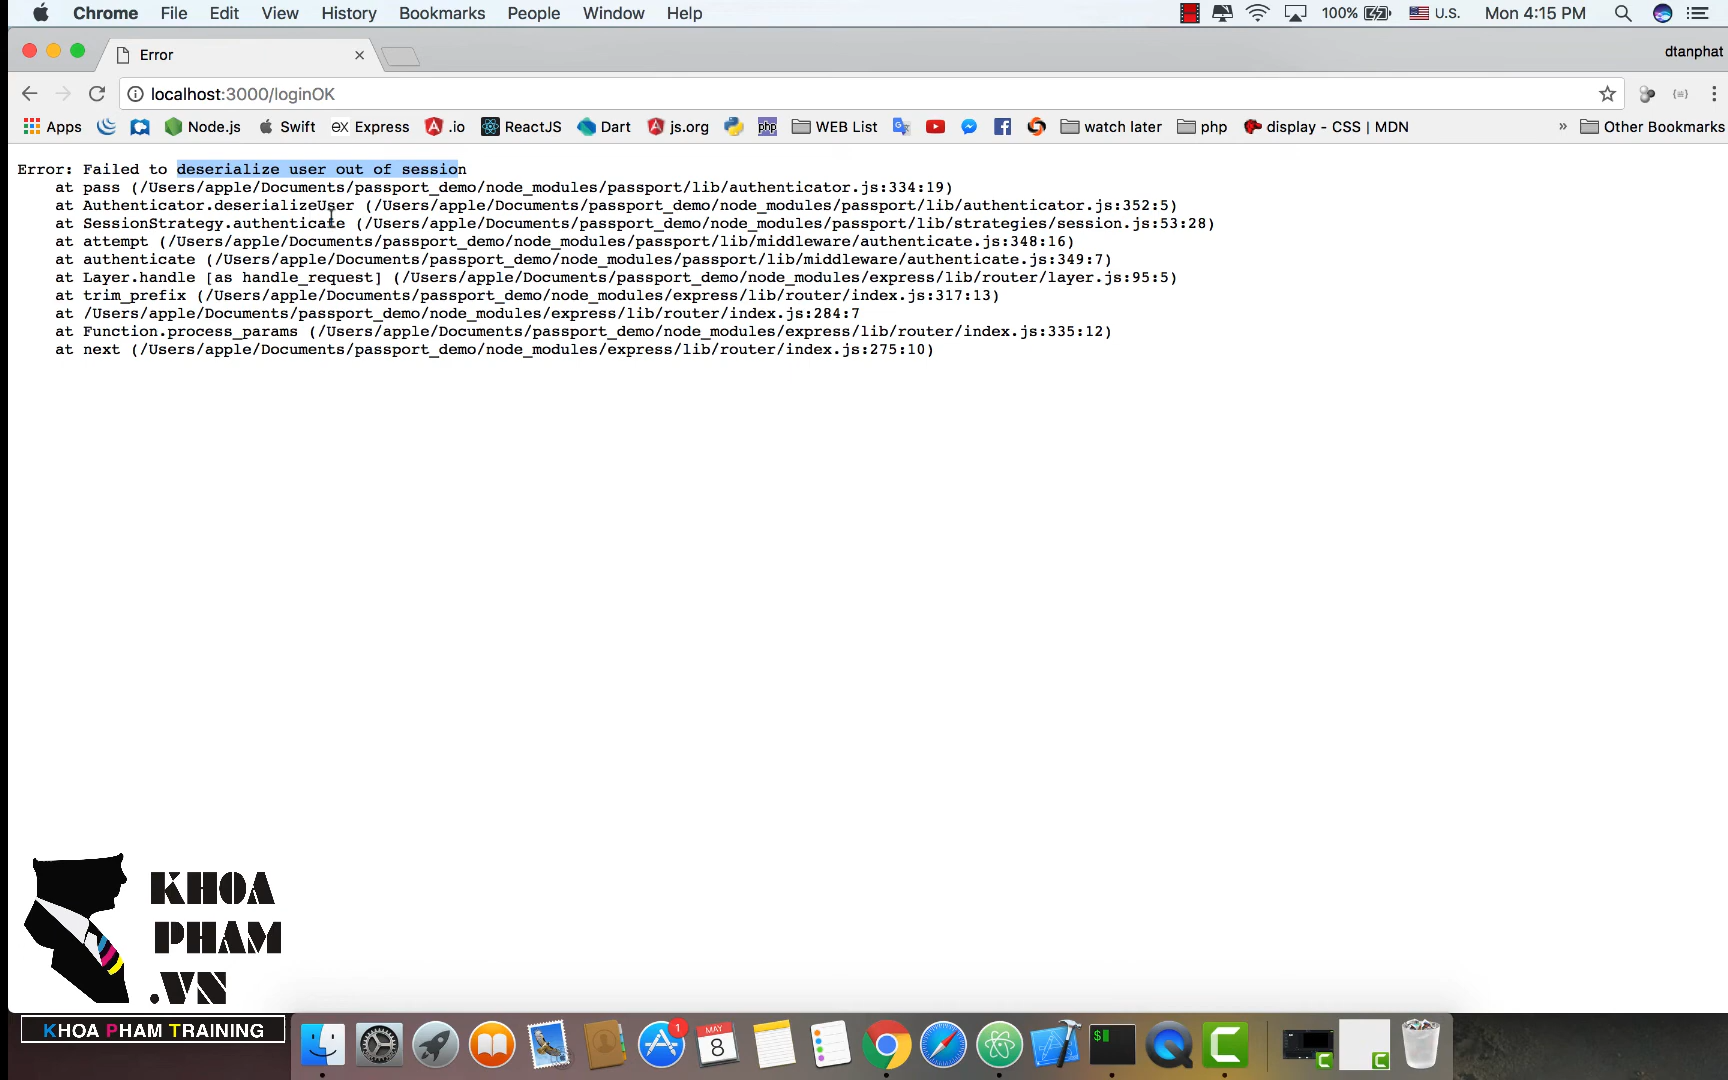 Chrome File Edit View History Bookmarks People Window Help 100% U.S. Mon 4:15 PM
Error dtanphat
localhost:3000/loginOK
Apps Node.js Swift EX Express .io ReactJS Dart js.org php WEB List watch later php display - CSS | MDN » Other Bookmarks
Error: Failed to deserialize user out of session
at pass (/Users/apple/Documents/passport_demo/node_modules/passport/lib/authenticator.js:334:19)
at Authenticator.deserializeUser (/Users/apple/Documents/passport_demo/node_modules/passport/lib/authenticator.js:352:5)
at SessionStrategy.authenticate (/Users/apple/Documents/passport_demo/node_modules/passport/lib/strategies/session.js:53:28)
at attempt (/Users/apple/Documents/passport_demo/node_modules/passport/lib/middleware/authenticate.js:348:16)
at authenticate (/Users/apple/Documents/passport_demo/node_modules/passport/lib/middleware/authenticate.js:349:7)
at Layer.handle [as handle_request] (/Users/apple/Documents/passport_demo/node_modules/express/lib/router/layer.js:95:5)
at trim_prefix (/Users/apple/Documents/passport_demo/node_modules/express/lib/router/index.js:317:13)
at /Users/apple/Documents/passport_demo/node_modules/express/lib/router/index.js:284:7
at Function.process_params (/Users/apple/Documents/passport_demo/node_modules/express/lib/router/index.js:335:12)
at next (/Users/apple/Documents/passport_demo/node_modules/express/lib/router/index.js:275:10)
KHOA
PHAM
.VN
KHOA PHAM TRAINING
1
MAY
8